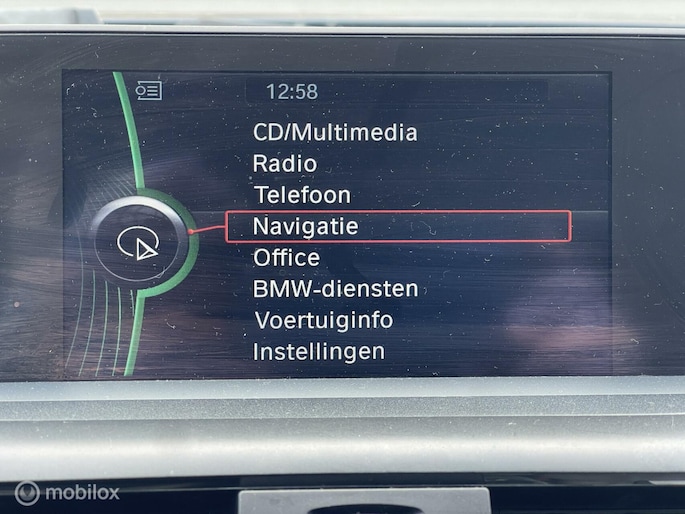 12:58
CD/Multimedia
Radio
Telefoon
Navigatie
Office
BMW-diensten
Voertuiginfo
Instellingen
mobilox